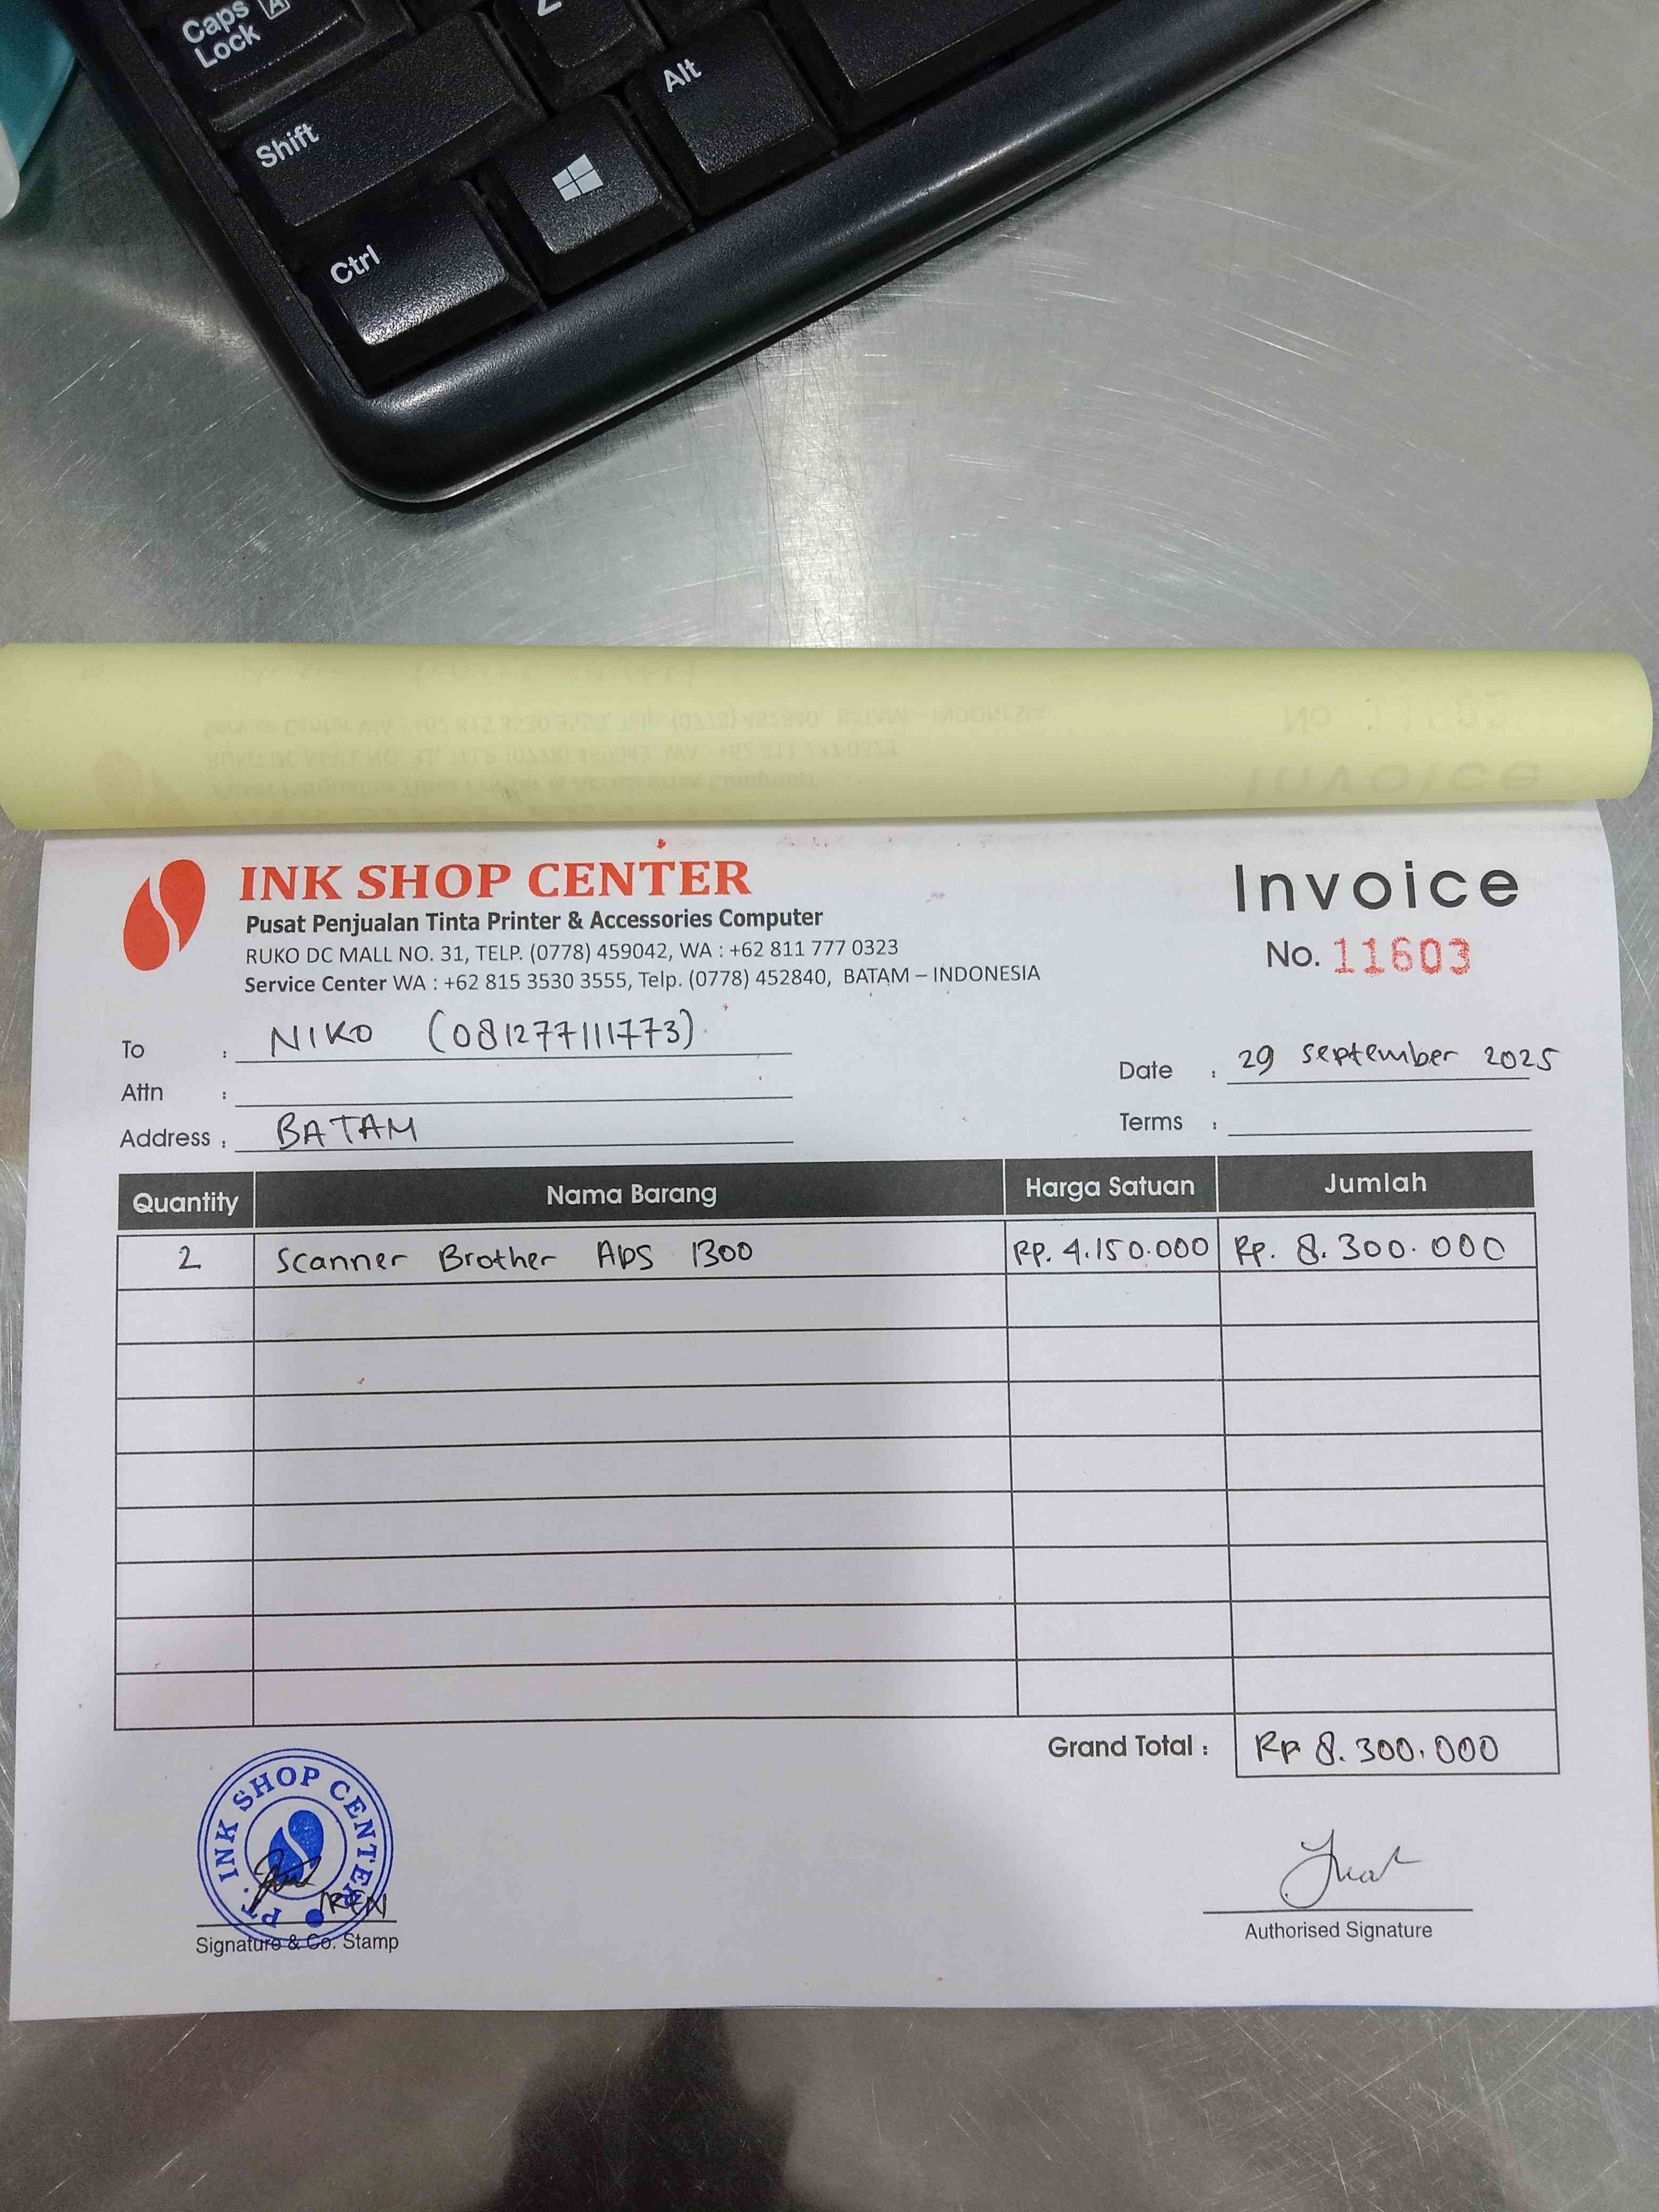 Caps Lock
A
Z
Shift
Alt
Ctrl
INK SHOP CENTER
Pusat Penjualan Tinta Printer & Accessories Computer
RUKO DC MALL NO. 31, TELP. (0778) 459042, WA : +62 811 777 0323
Service Center WA : +62 815 3530 3555, Telp. (0778) 452840, BATAM – INDONESIA
Invoice
No. 11603
To : NIKO (081277111773)
Attn :
Address : BATAM
Date : 29 september 2025
Terms :
Quantity Nama Barang Harga Satuan Jumlah
2 Scanner Brother ADS 1300 Rp. 4.150.000 Rp. 8.300.000
Grand Total : Rp 8.300.000
PT. INK SHOP CENTER
IREN
Signature & Co. Stamp
Authorised Signature